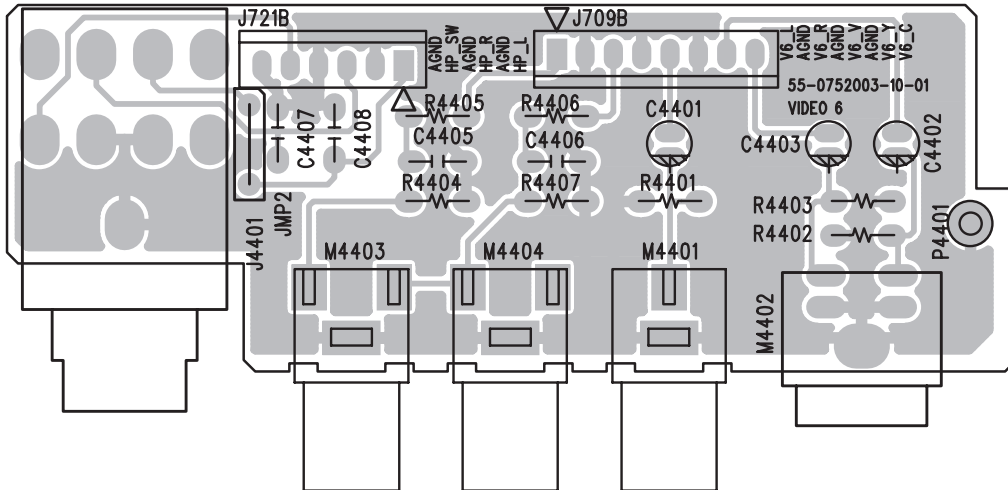 J721B
J709B
AGND
HP_SW
AGND
HP_R
AGND
HP_L
V6_L
AGND
V6_R
AGND
V6_V
AGND
V6_Y
V6_C
55-0752003-10-01
VIDEO 6
R4405
R4406
C4401
C4407
C4408
C4405
C4406
C4403
C4402
R4404
R4407
R4401
R4403
R4402
P4401
J4401
JMP2
M4403
M4404
M4401
M4402